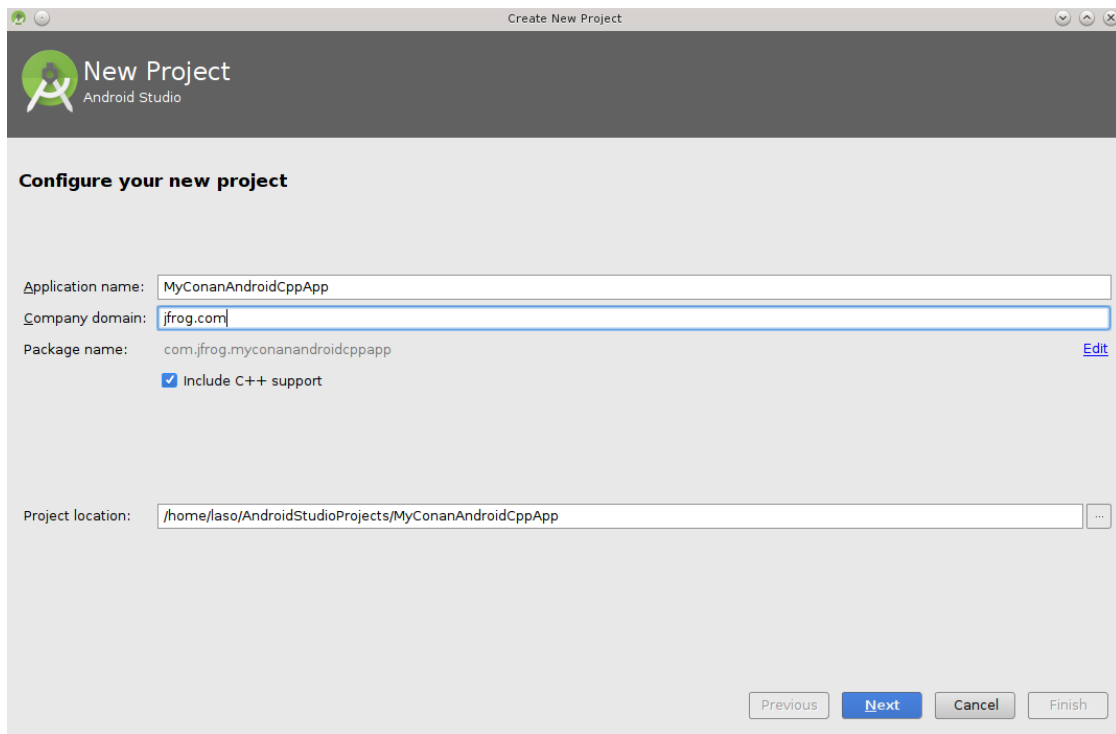 Create New Project
New Project
Android Studio
Configure your new project
Application name: MyConanAndroidCppApp
Company domain: jfrog.com
Package name: com.jfrog.myconanandroidcppapp Edit
Include C++ support
Project location: /home/laso/AndroidStudioProjects/MyConanAndroidCppApp ...
Previous Next Cancel Finish